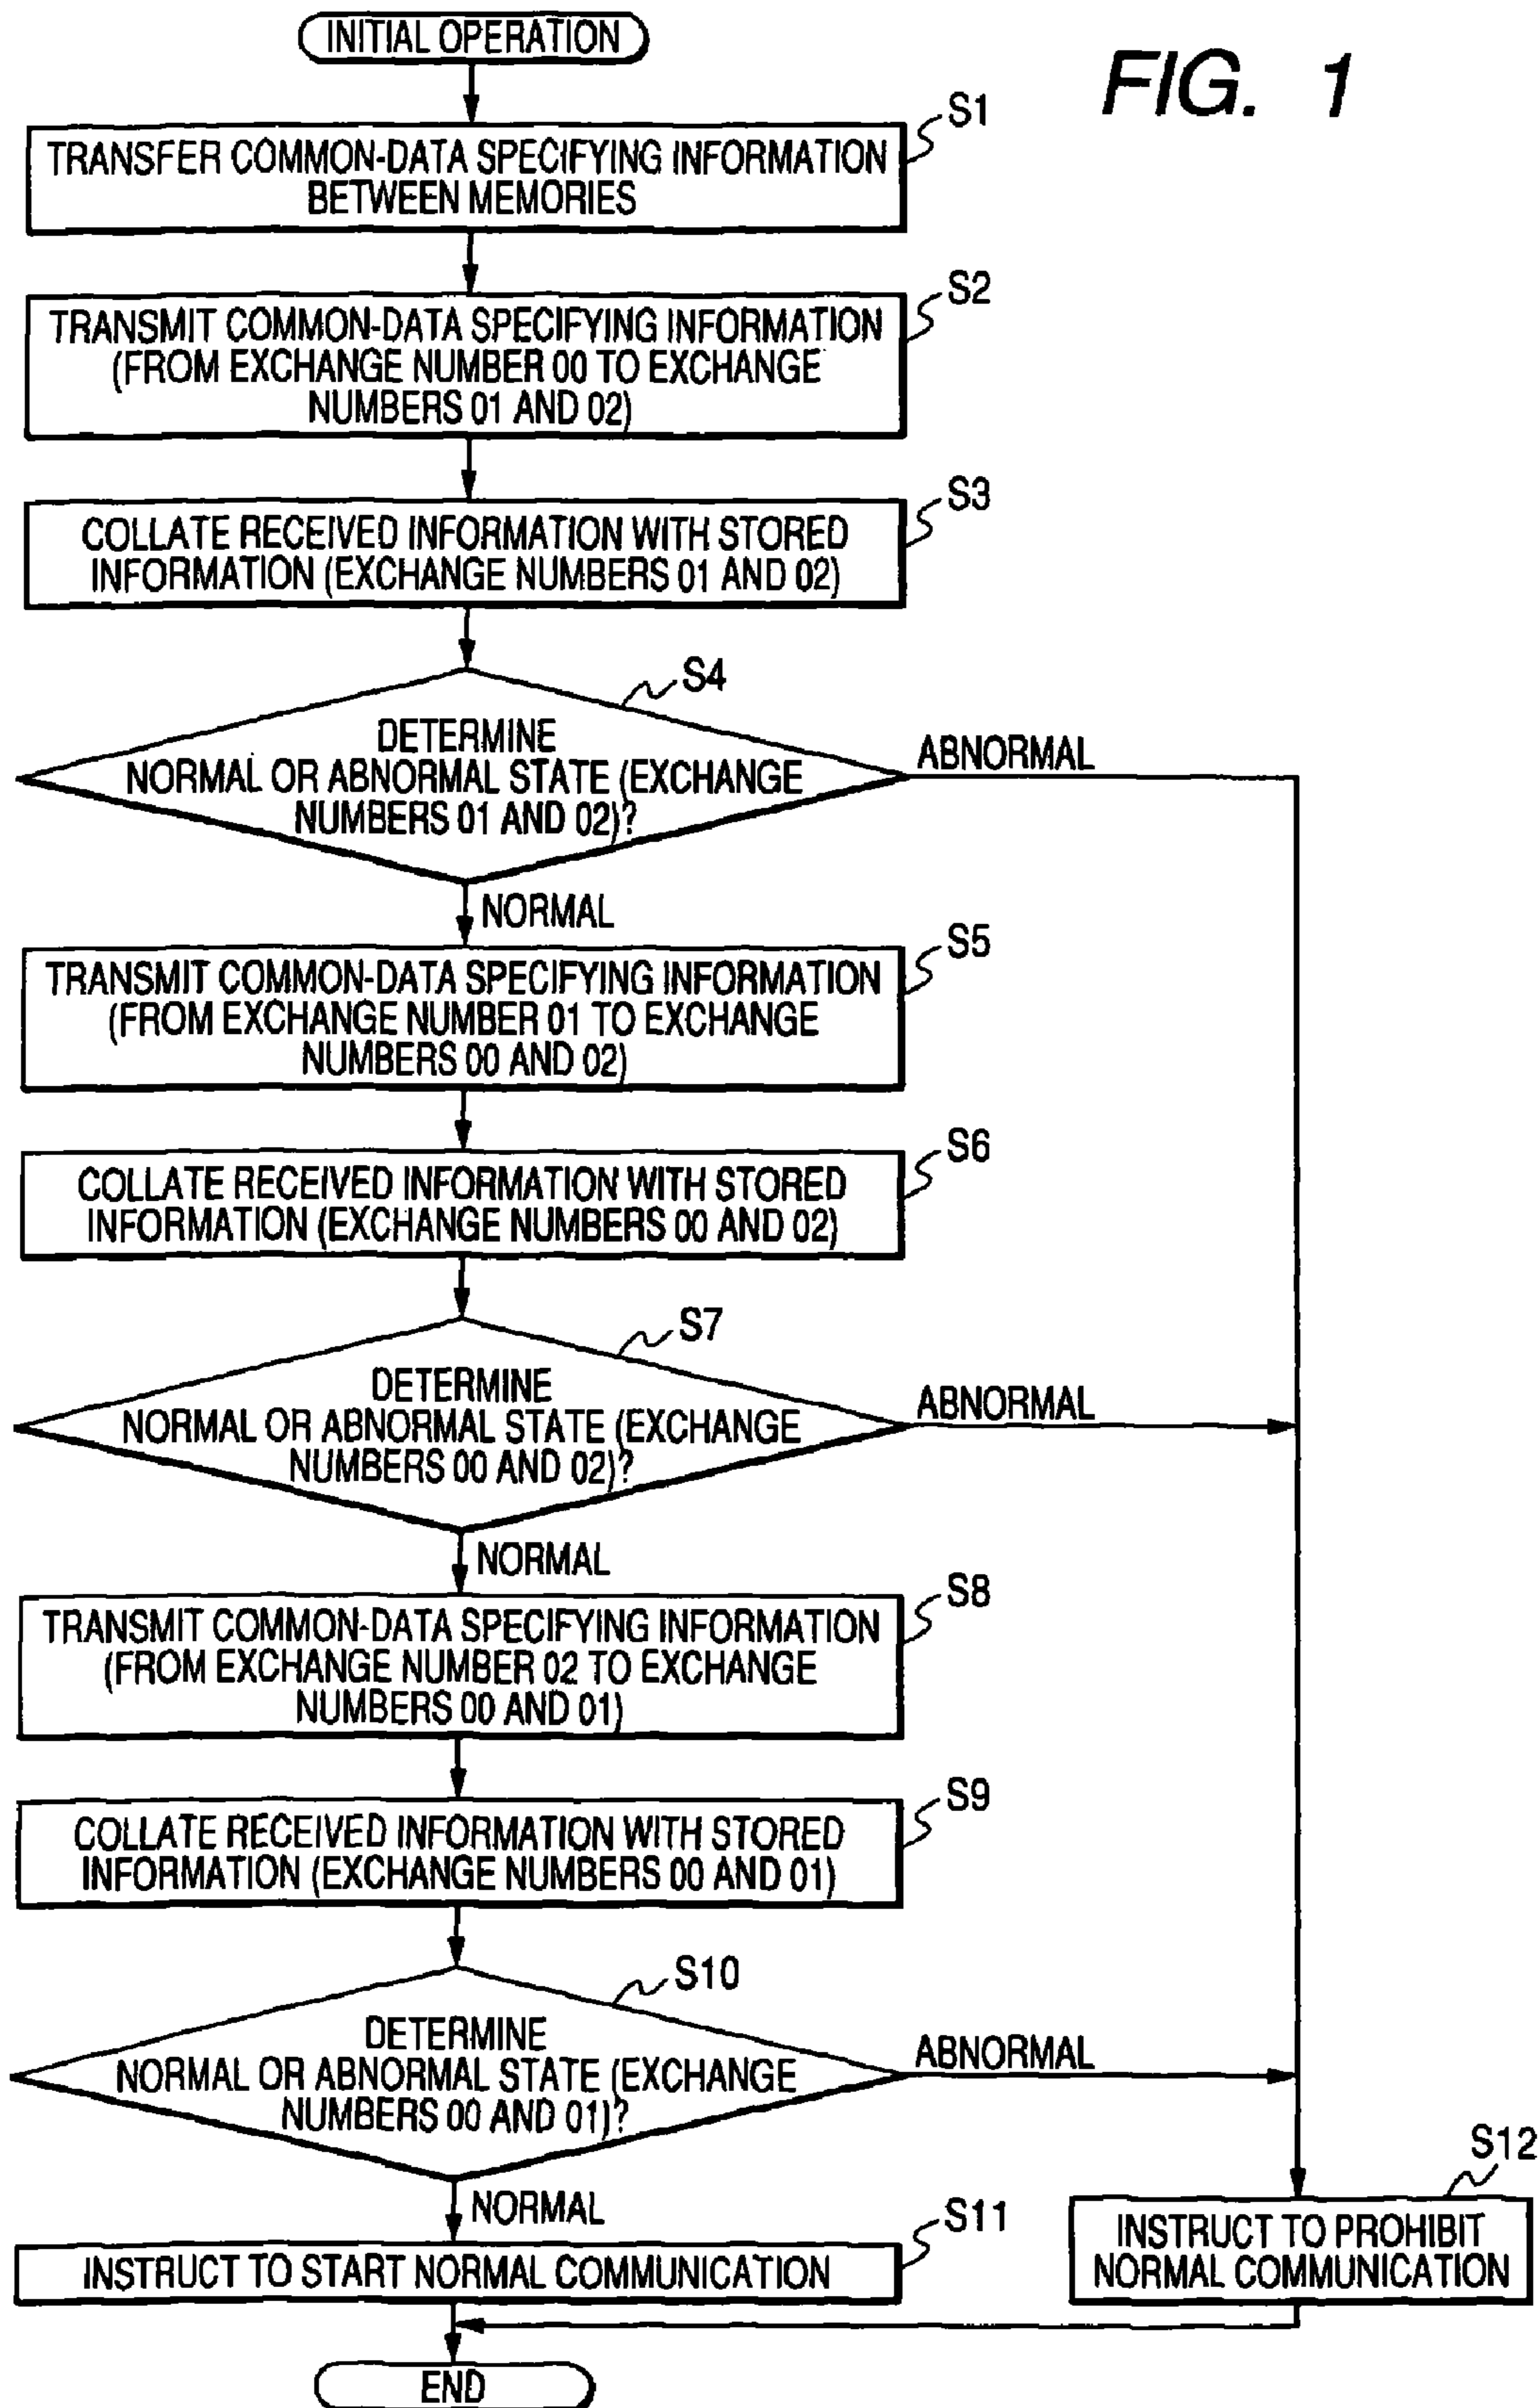 INITIAL OPERATION
FIG. 1
S1
TRANSFER COMMON-DATA SPECIFYING INFORMATION
BETWEEN MEMORIES
S2
TRANSMIT COMMON-DATA SPECIFYING INFORMATION
(FROM EXCHANGE NUMBER 00 TO EXCHANGE
NUMBERS 01 AND 02)
S3
COLLATE RECEIVED INFORMATION WITH STORED
INFORMATION (EXCHANGE NUMBERS 01 AND 02)
S4
DETERMINE
NORMAL OR ABNORMAL STATE (EXCHANGE
NUMBERS 01 AND 02)?
ABNORMAL
NORMAL
S5
TRANSMIT COMMON-DATA SPECIFYING INFORMATION
(FROM EXCHANGE NUMBER 01 TO EXCHANGE
NUMBERS 00 AND 02)
S6
COLLATE RECEIVED INFORMATION WITH STORED
INFORMATION (EXCHANGE NUMBERS 00 AND 02)
S7
DETERMINE
NORMAL OR ABNORMAL STATE (EXCHANGE
NUMBERS 00 AND 02)?
ABNORMAL
NORMAL
S8
TRANSMIT COMMON-DATA SPECIFYING INFORMATION
(FROM EXCHANGE NUMBER 02 TO EXCHANGE
NUMBERS 00 AND 01)
S9
COLLATE RECEIVED INFORMATION WITH STORED
INFORMATION (EXCHANGE NUMBERS 00 AND 01)
S10
DETERMINE
NORMAL OR ABNORMAL STATE (EXCHANGE
NUMBERS 00 AND 01)?
ABNORMAL
NORMAL
S11
INSTRUCT TO START NORMAL COMMUNICATION
S12
INSTRUCT TO PROHIBIT
NORMAL COMMUNICATION
END